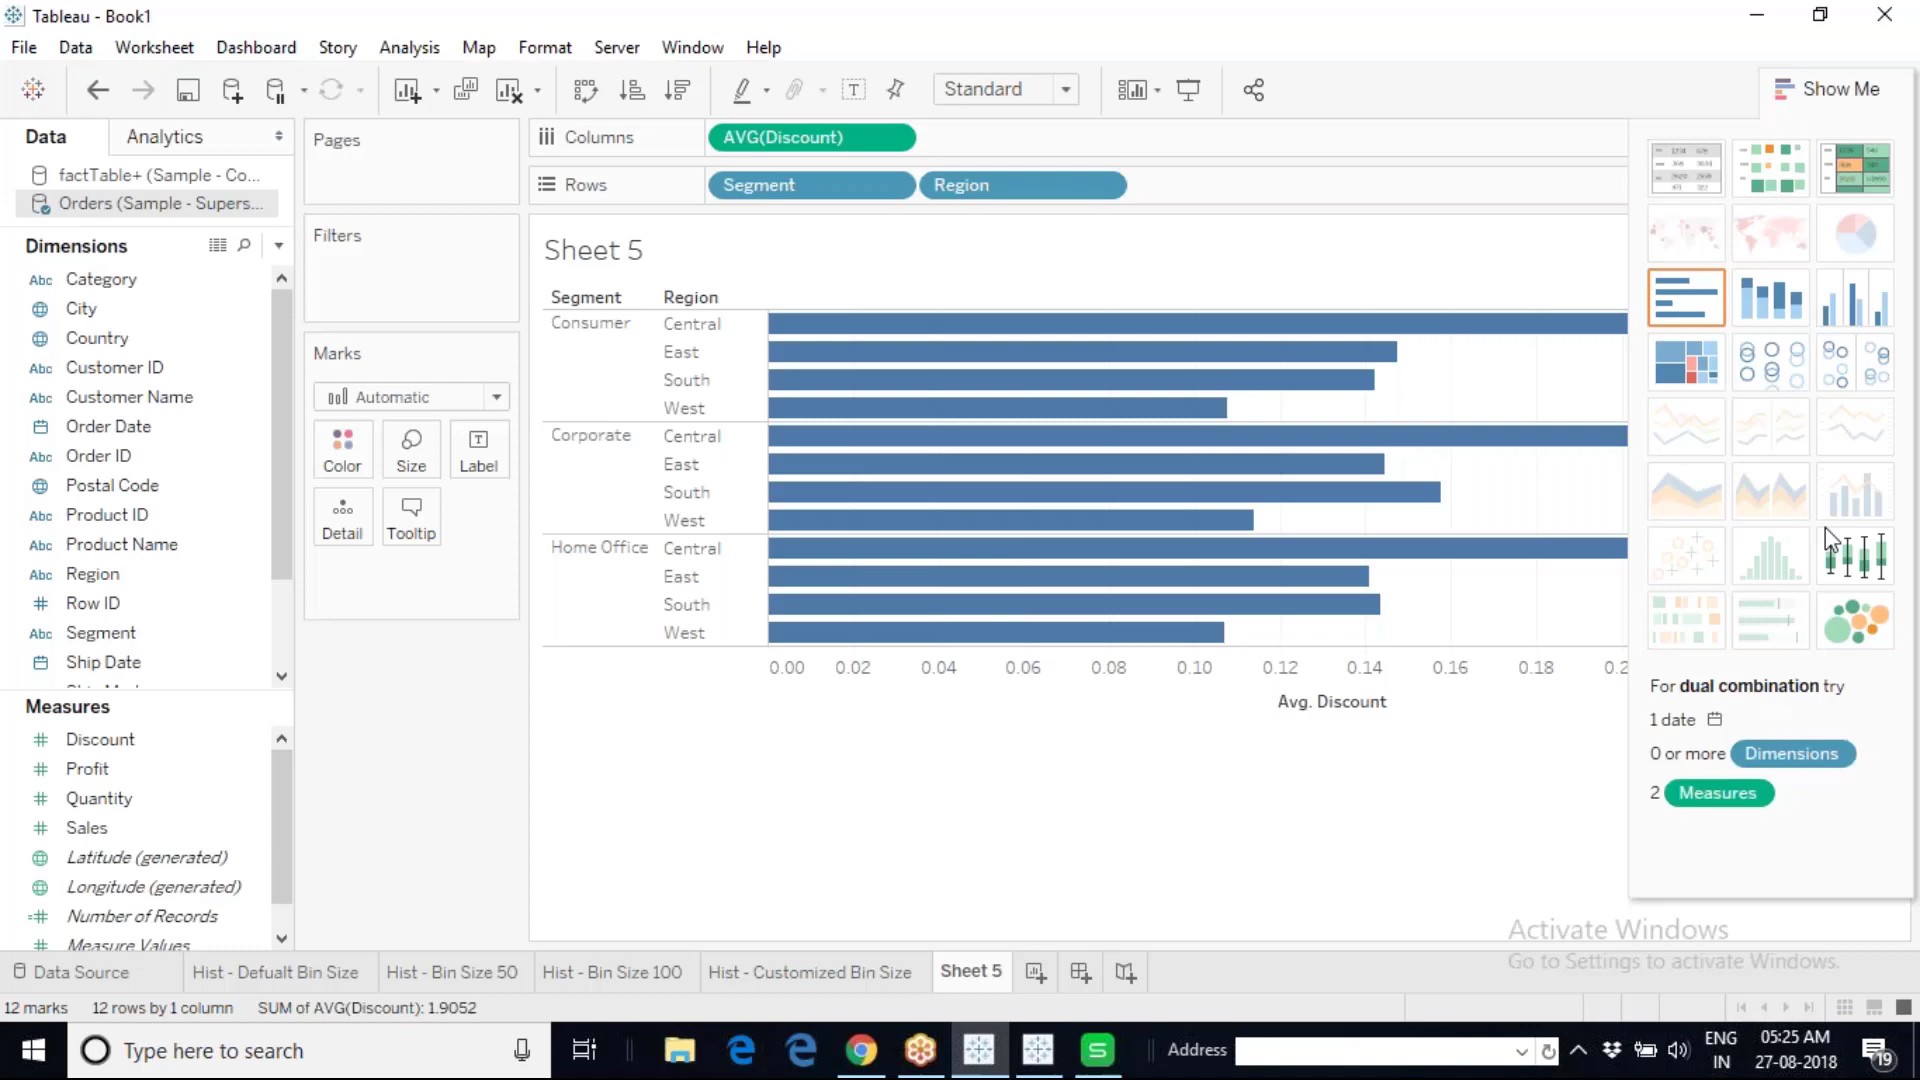 Tableau - Book1
File Data Worksheet Dashboard Story Analysis Map Format Server Window Help
Standard
Show Me
Data
Analytics
Pages
Columns
AVG(Discount)
factTable+ (Sample - Co...
Orders (Sample - Supers...
Rows
Segment
Region
Dimensions
Filters
Sheet 5
Abc Category
City
Country
Abc Customer ID
Abc Customer Name
Order Date
Abc Order ID
Postal Code
Abc Product ID
Abc Product Name
Abc Region
Row ID
Abc Segment
Ship Date
Marks
Automatic
Color Size Label
Detail Tooltip
Segment Region
Consumer Central
East
South
West
Corporate Central
East
South
West
Home Office Central
East
South
West
0.00 0.02 0.04 0.06 0.08 0.10 0.12 0.14 0.16 0.18 0.2
Avg. Discount
For dual combination try
1 date
0 or more Dimensions
2 Measures
Measures
Discount
Profit
Quantity
Sales
Latitude (generated)
Longitude (generated)
Number of Records
Measure Values
Activate Windows
Go to Settings to activate Windows.
Data Source
Hist - Defualt Bin Size
Hist - Bin Size 50
Hist - Bin Size 100
Hist - Customized Bin Size
Sheet 5
12 marks 12 rows by 1 column SUM of AVG(Discount): 1.9052
Type here to search
Address
ENG
IN
05:25 AM
27-08-2018
19